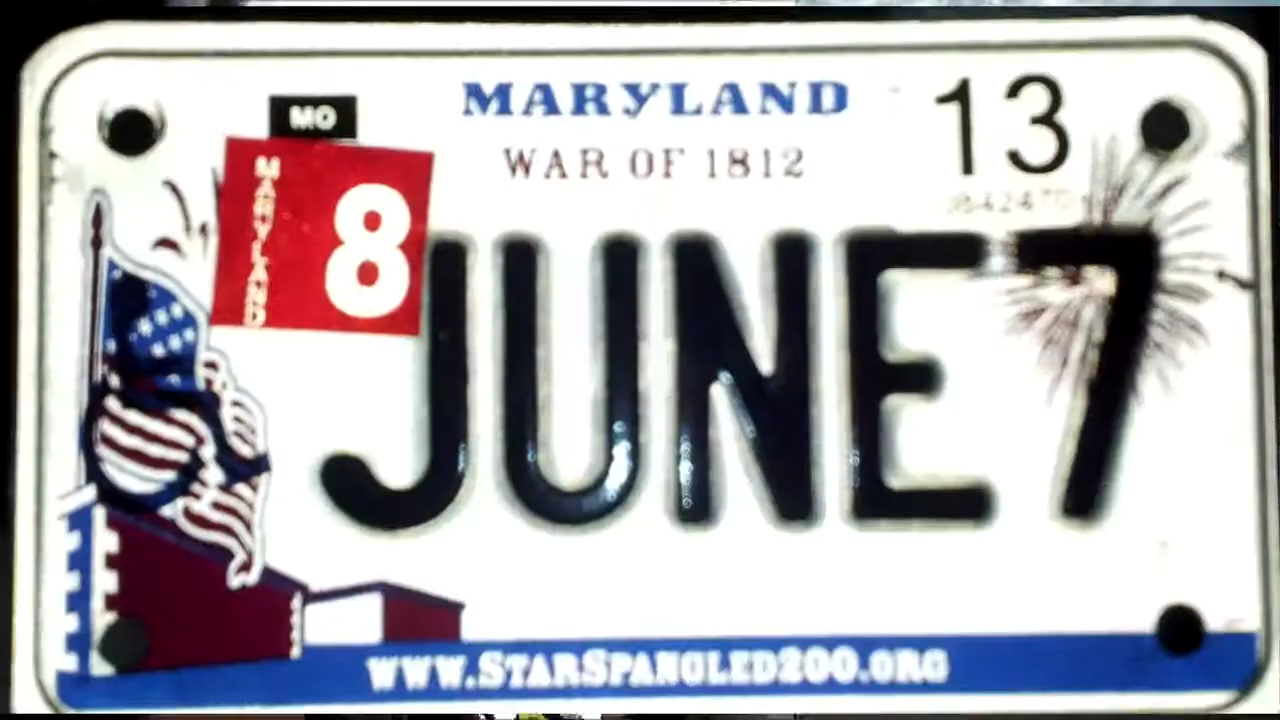 MARYLAND
13
MO
WAR OF 1812
MARYLAND
8
JUNE7
WWW.STARSPANGLED200.ORG